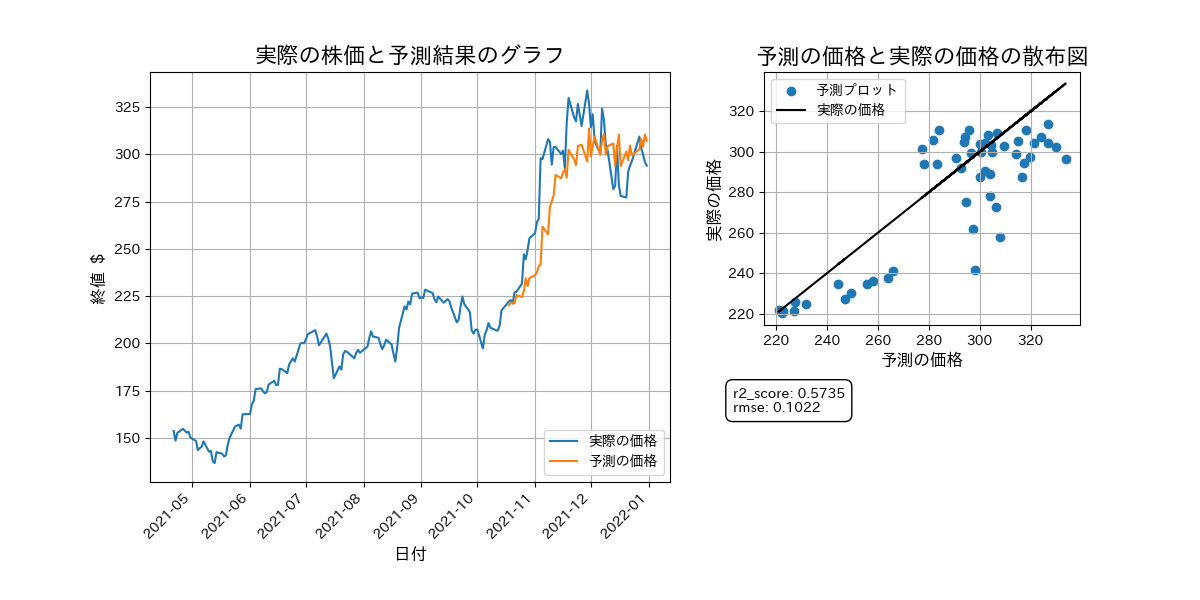 実際の株価と予測結果のグラフ
終値 $
325
300
275
250
225
200
175
150
2021-05
2021-06
2021-07
2021-08
2021-09
2021-10
2021-11
2021-12
2022-01
日付
実際の価格
予測の価格
予測の価格と実際の価格の散布図
予測プロット
実際の価格
実際の価格
320
300
280
260
240
220
220
240
260
280
300
320
予測の価格
r2_score: 0.5735
rmse: 0.1022